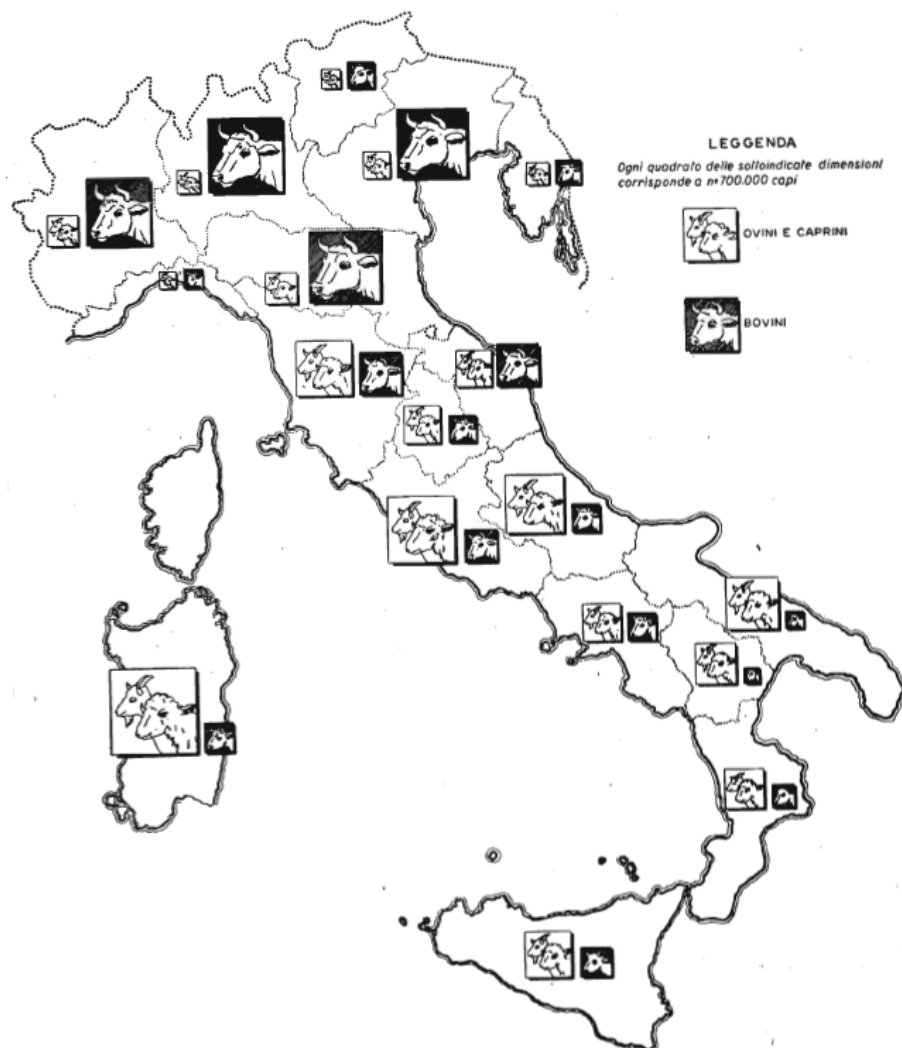 LEGGENDA
Ogni quadrato delle sottoindicate dimensioni
corrisponde a n° 700.000 capi
OVINI E CAPRINI
BOVINI